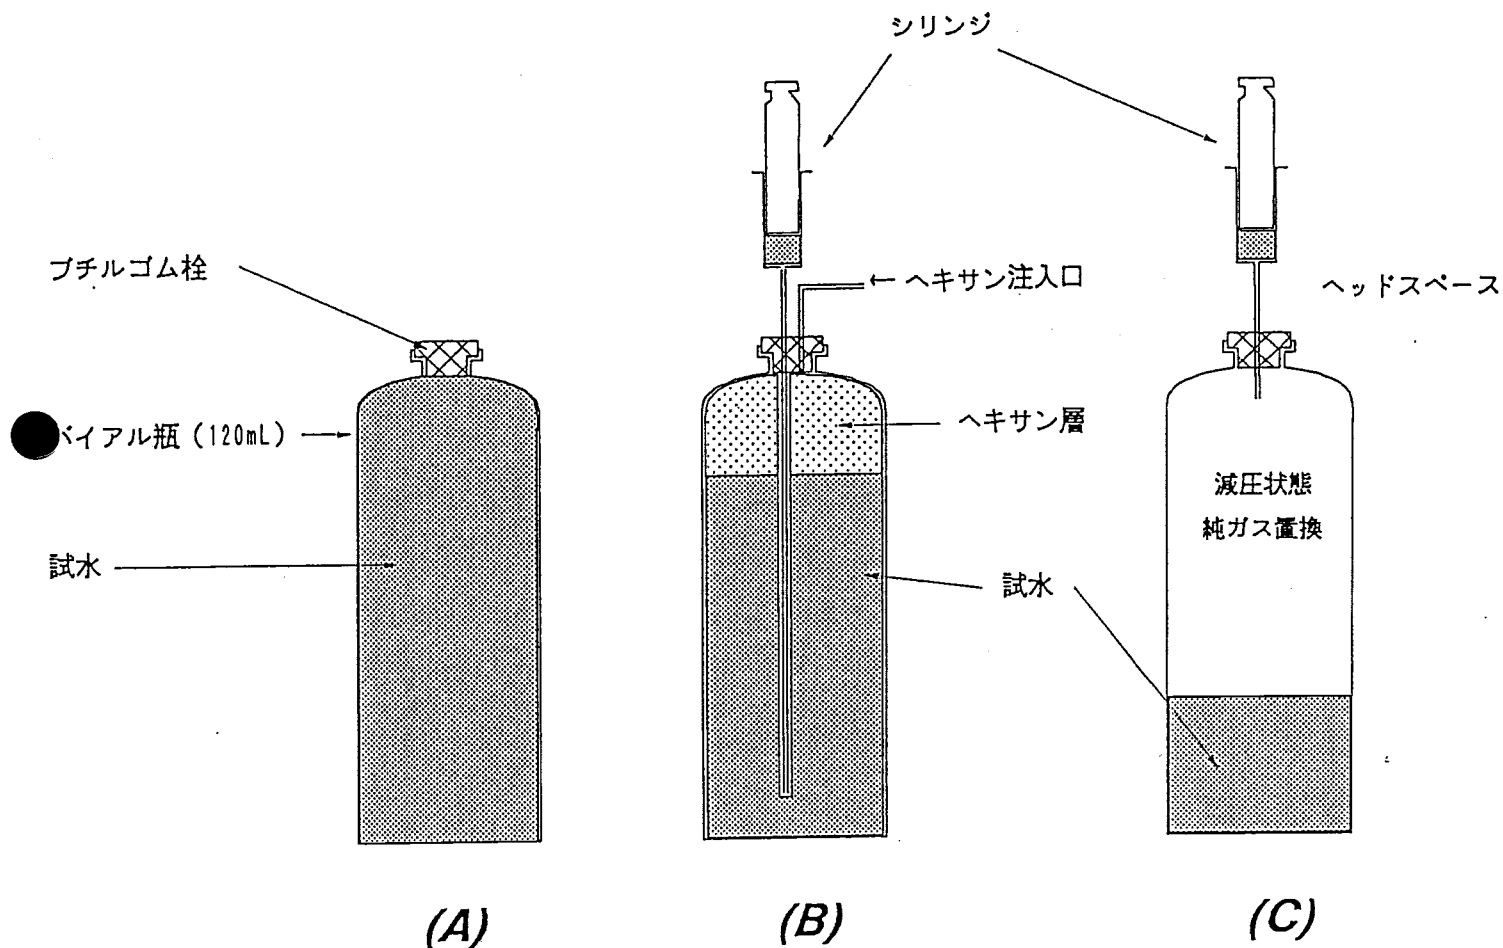 シリンジ
ブチルゴム栓
← ヘキサン注入口
ヘッドスペース
バイアル瓶 (120mL)
ヘキサン層
減圧状態
純ガス置換
試水
試水
(A)
(B)
(C)